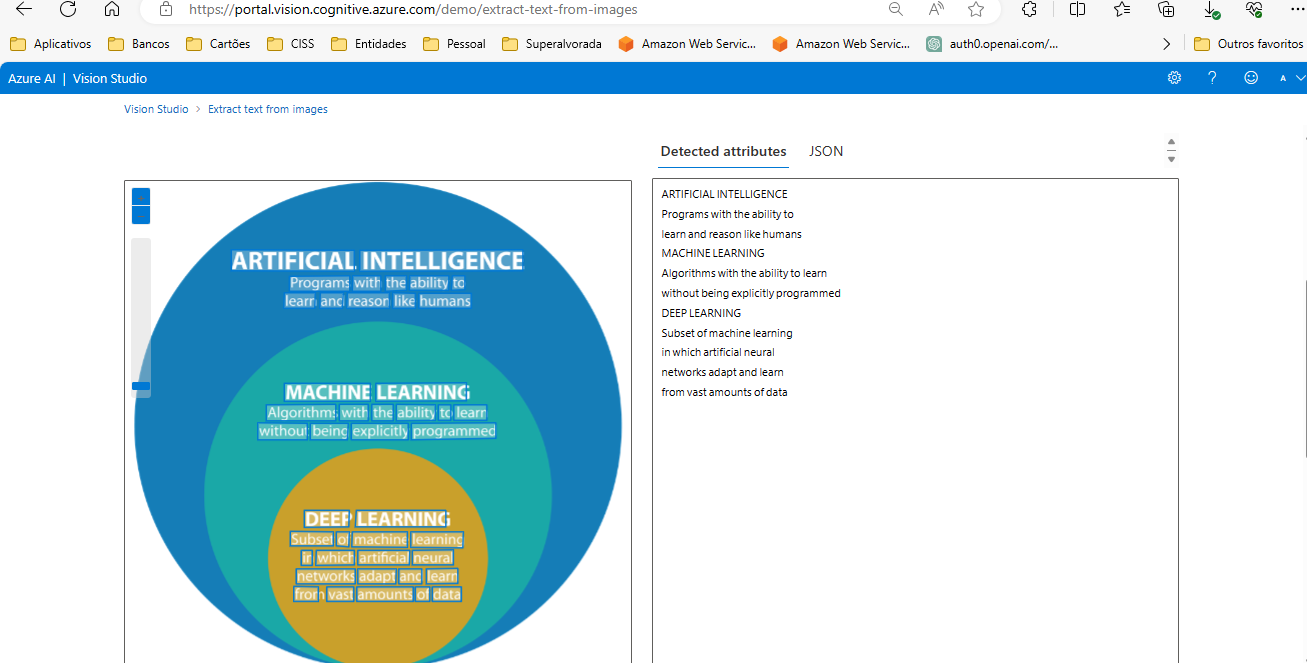 https://portal.vision.cognitive.azure.com/demo/extract-text-from-images
Aplicativos Bancos Cartões CISS Entidades Pessoal Superalvorada Amazon Web Servic... Amazon Web Servic... auth0.openai.com/... Outros favoritos
Azure AI | Vision Studio
A
Vision Studio > Extract text from images
Detected attributes JSON
ARTIFICIAL INTELLIGENCE
Programs with the ability to
learn and reason like humans
MACHINE LEARNING
Algorithms with the ability to learn
without being explicitly programmed
DEEP LEARNING
Subset of machine learning
in which artificial neural
networks adapt and learn
from vast amounts of data
ARTIFICIAL INTELLIGENCE
Programs with the ability to
learn and reason like humans
MACHINE LEARNING
Algorithms with the ability to learn
without being explicitly programmed
DEEP LEARNING
Subset of machine learning
in which artificial neural
networks adapt and learn
from vast amounts of data